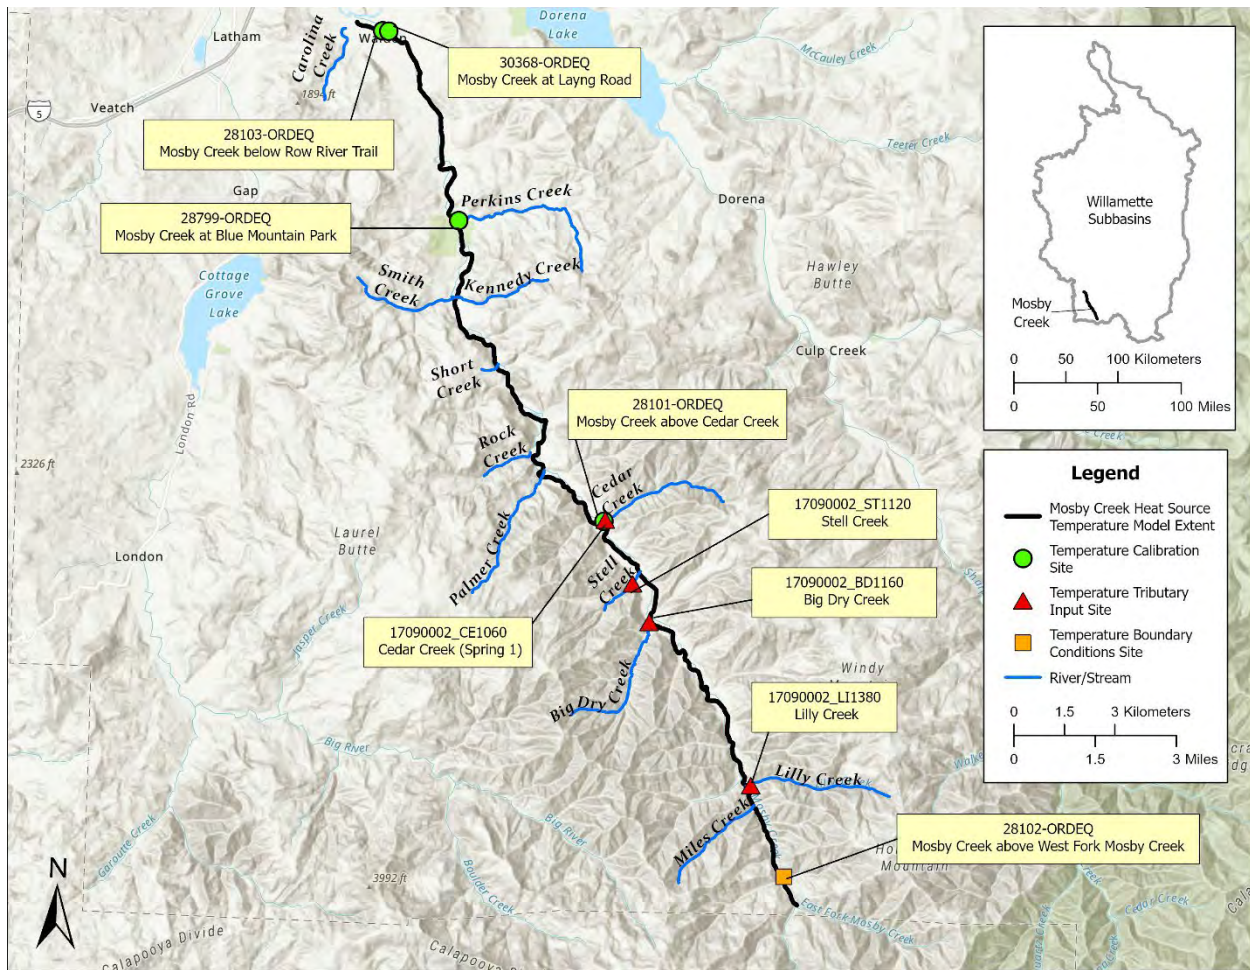 Dorena
Lake
Latham
Walden
McCauley Creek
Carolina
Creek
30368-ORDEQ
Mosby Creek at Layng Road
1894 ft
5
Veatch
28103-ORDEQ
Mosby Creek below Row River Trail
Teeter Creek
Gap
Perkins Creek
Dorena
28799-ORDEQ
Mosby Creek at Blue Mountain Park
Cottage
Grove
Lake
Smith
Creek
Kennedy Creek
Hawley
Butte
Culp Creek
Short
Creek
London Rd
28101-ORDEQ
Mosby Creek above Cedar Creek
Rock
Creek
2326 ft
Cedar
Creek
17090002_ST1120
Stell Creek
Laurel
Butte
London
Palmer Creek
Stell
Creek
17090002_BD1160
Big Dry Creek
Jasper Creek
17090002_CE1060
Cedar Creek (Spring 1)
Windy
Big Dry Creek
17090002_LI1380
Lilly Creek
Big River
Lilly Creek
Mosby Creek
Miles Creek
Big River
28102-ORDEQ
Mosby Creek above West Fork Mosby Creek
Mountain
Garoutte Creek
3992 ft
Boulder Creek
East Fork Mosby Creek
Cedar Creek
N
Calapooya Divide
Calapooya
Willamette
Subbasins
Mosby
Creek
0 50 100 Kilometers
0 50 100 Miles
Legend
Mosby Creek Heat Source
Temperature Model Extent
Temperature Calibration
Site
Temperature Tributary
Input Site
Temperature Boundary
Conditions Site
River/Stream
0 1.5 3 Kilometers
0 1.5 3 Miles